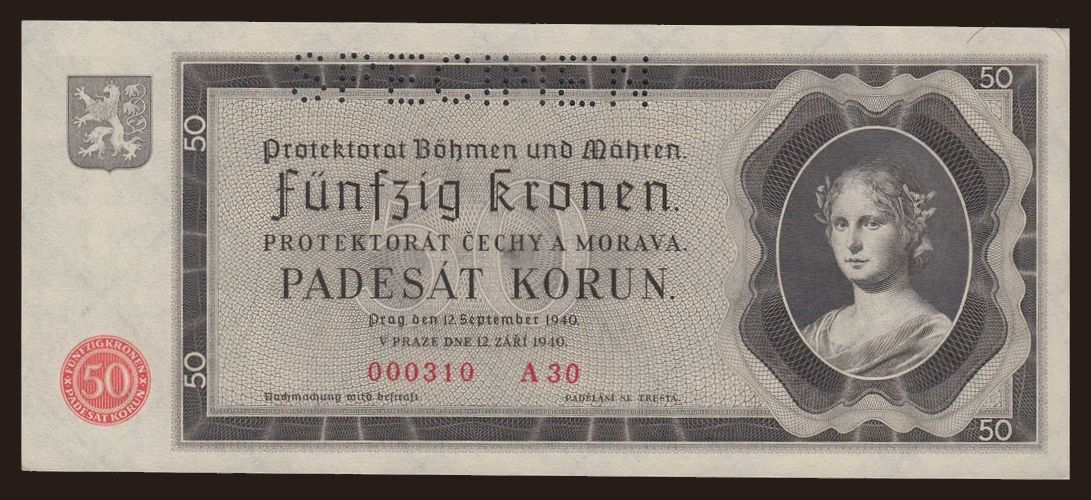 SPECIMEN
50
50
Protektorat Böhmen und Mähren.
Fünfzig Kronen.
PROTEKTORÁT ČECHY A MORAVA.
PADESÁT KORUN.
Prag den 12. September 1940.
V PRAZE DNE 12. ZÁŘÍ 1940.
000310 A 30
Nachmachung wird bestraft
PADĚLÁNÍ SE TRESTÁ.
50
50
50
FÜNFZIG KRONEN
50
PADESÁT KORUN